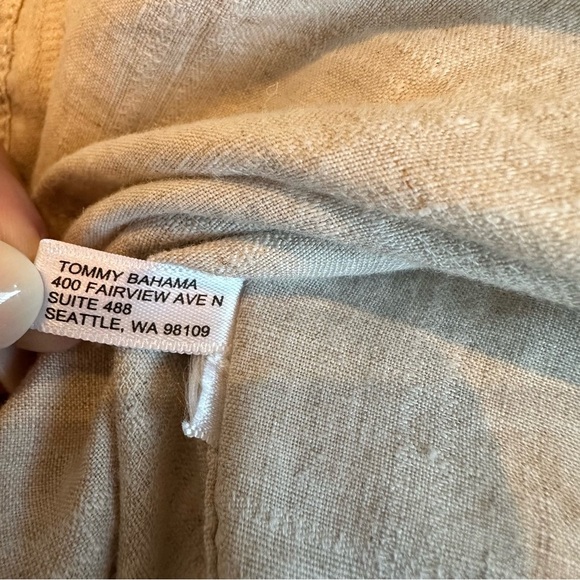 TOMMY BAHAMA
400 FAIRVIEW AVE N
SUITE 488
SEATTLE, WA 98109